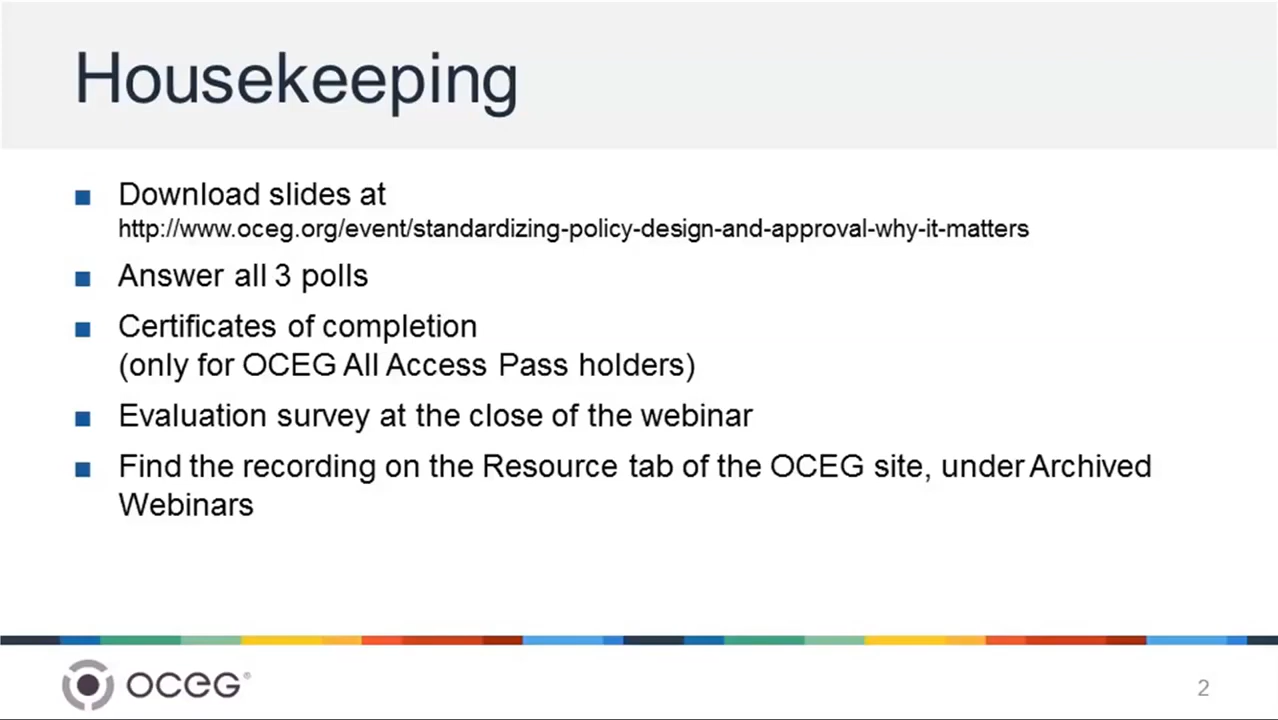 Housekeeping
Download slides at
http://www.oceg.org/event/standardizing-policy-design-and-approval-why-it-matters
Answer all 3 polls
Certificates of completion
(only for OCEG All Access Pass holders)
Evaluation survey at the close of the webinar
Find the recording on the Resource tab of the OCEG site, under Archived
Webinars
OCEG®
2